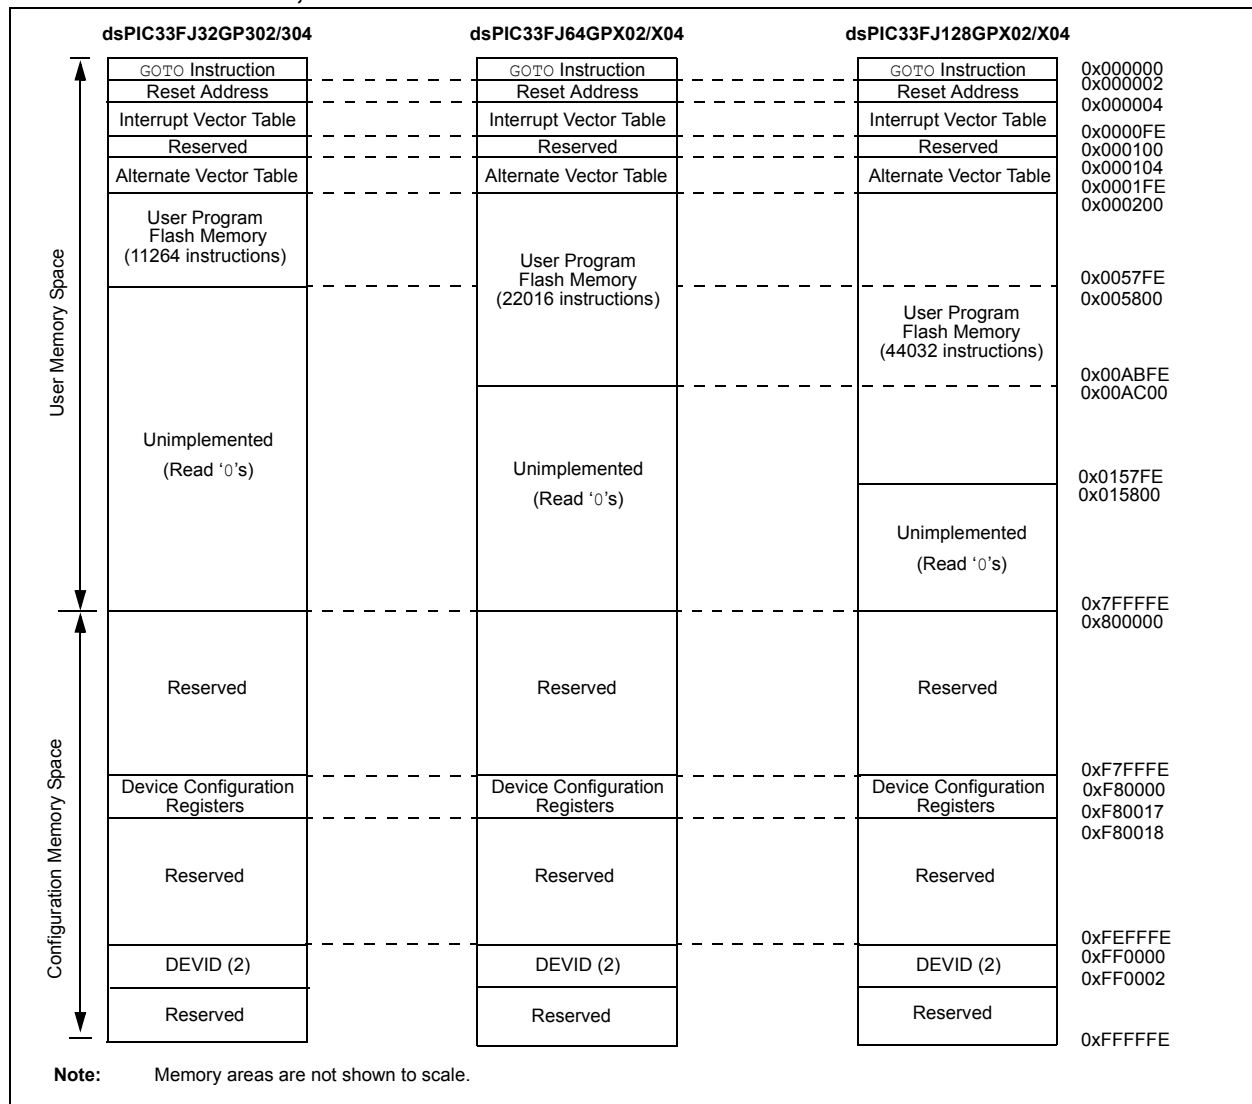 dsPIC33FJ32GP302/304
dsPIC33FJ64GPX02/X04
dsPIC33FJ128GPX02/X04
User Memory Space
Configuration Memory Space
GOTO Instruction
Reset Address
Interrupt Vector Table
Reserved
Alternate Vector Table
User Program
Flash Memory
(11264 instructions)
Unimplemented
(Read ‘0’s)
Reserved
Device Configuration
Registers
Reserved
DEVID (2)
Reserved
GOTO Instruction
Reset Address
Interrupt Vector Table
Reserved
Alternate Vector Table
User Program
Flash Memory
(22016 instructions)
Unimplemented
(Read ‘0’s)
Reserved
Device Configuration
Registers
Reserved
DEVID (2)
Reserved
GOTO Instruction
Reset Address
Interrupt Vector Table
Reserved
Alternate Vector Table
User Program
Flash Memory
(44032 instructions)
Unimplemented
(Read ‘0’s)
Reserved
Device Configuration
Registers
Reserved
DEVID (2)
Reserved
0x000000
0x000002
0x000004
0x0000FE
0x000100
0x000104
0x0001FE
0x000200
0x0057FE
0x005800
0x00ABFE
0x00AC00
0x0157FE
0x015800
0x7FFFFE
0x800000
0xF7FFFE
0xF80000
0xF80017
0xF80018
0xFEFFFE
0xFF0000
0xFF0002
0xFFFFFE
Note: Memory areas are not shown to scale.